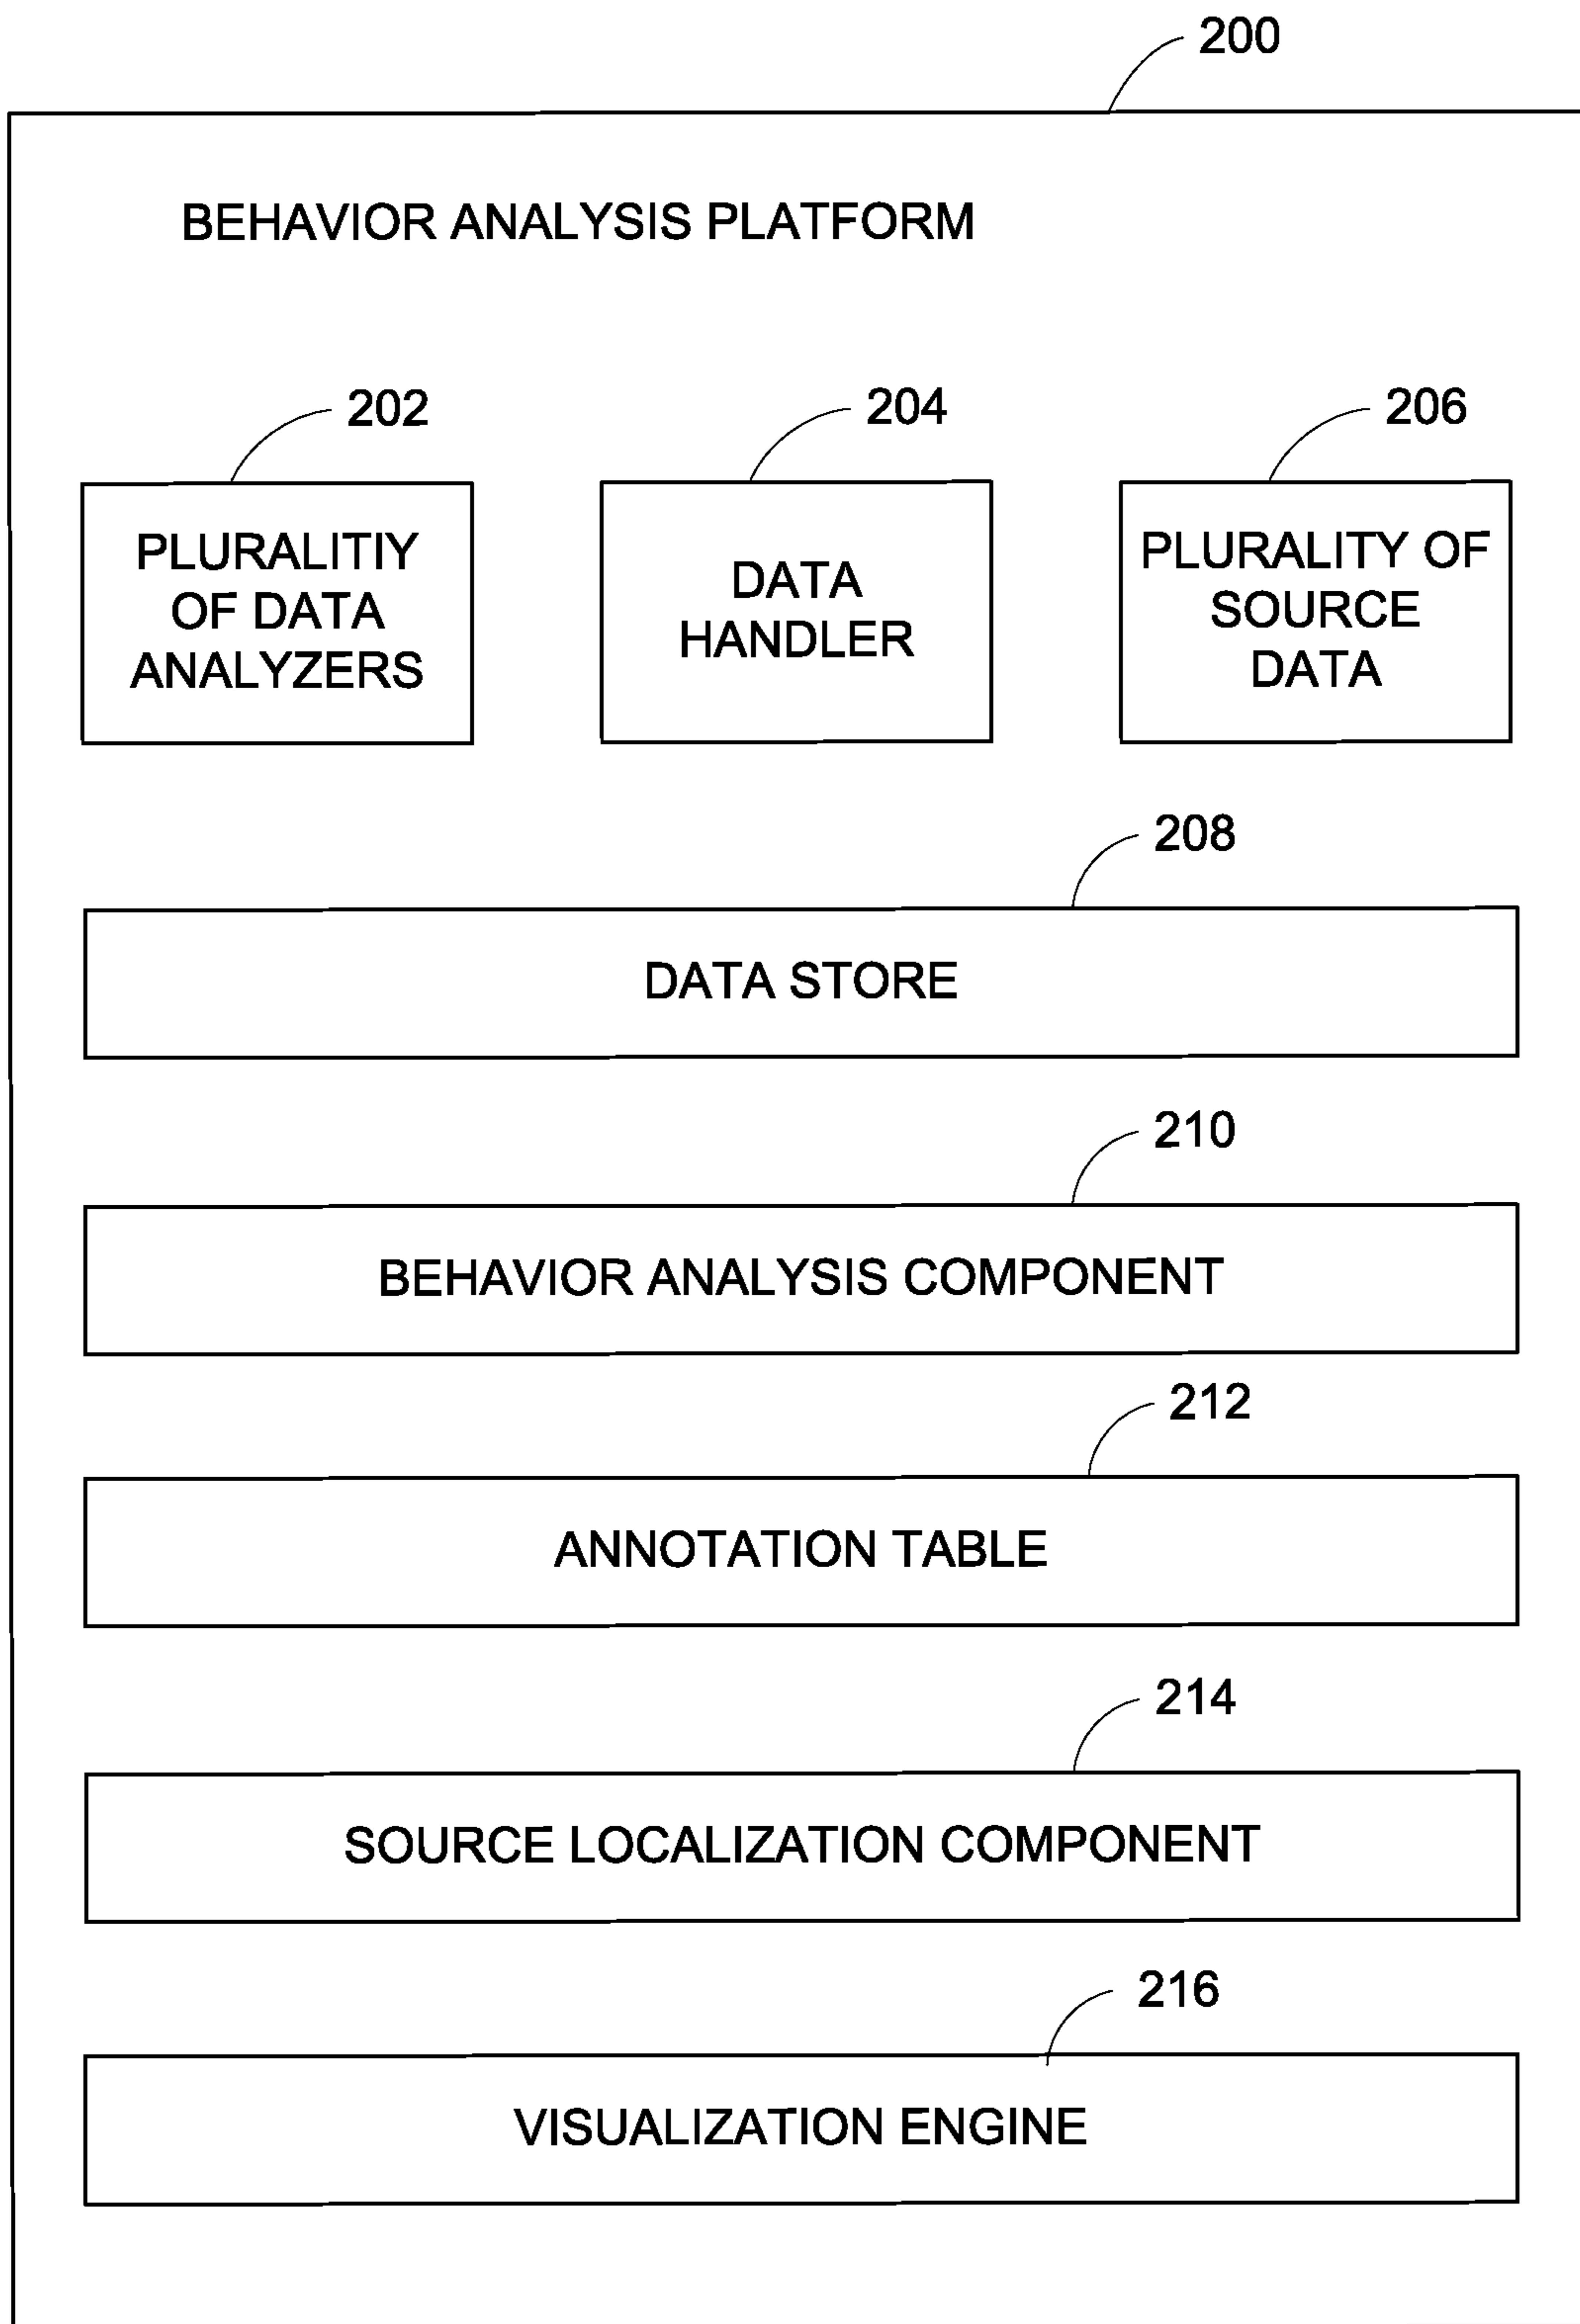 200
BEHAVIOR ANALYSIS PLATFORM
202
204
206
PLURALITIY
OF DATA
ANALYZERS
DATA
HANDLER
PLURALITY OF
SOURCE
DATA
208
DATA STORE
210
BEHAVIOR ANALYSIS COMPONENT
212
ANNOTATION TABLE
214
SOURCE LOCALIZATION COMPONENT
216
VISUALIZATION ENGINE